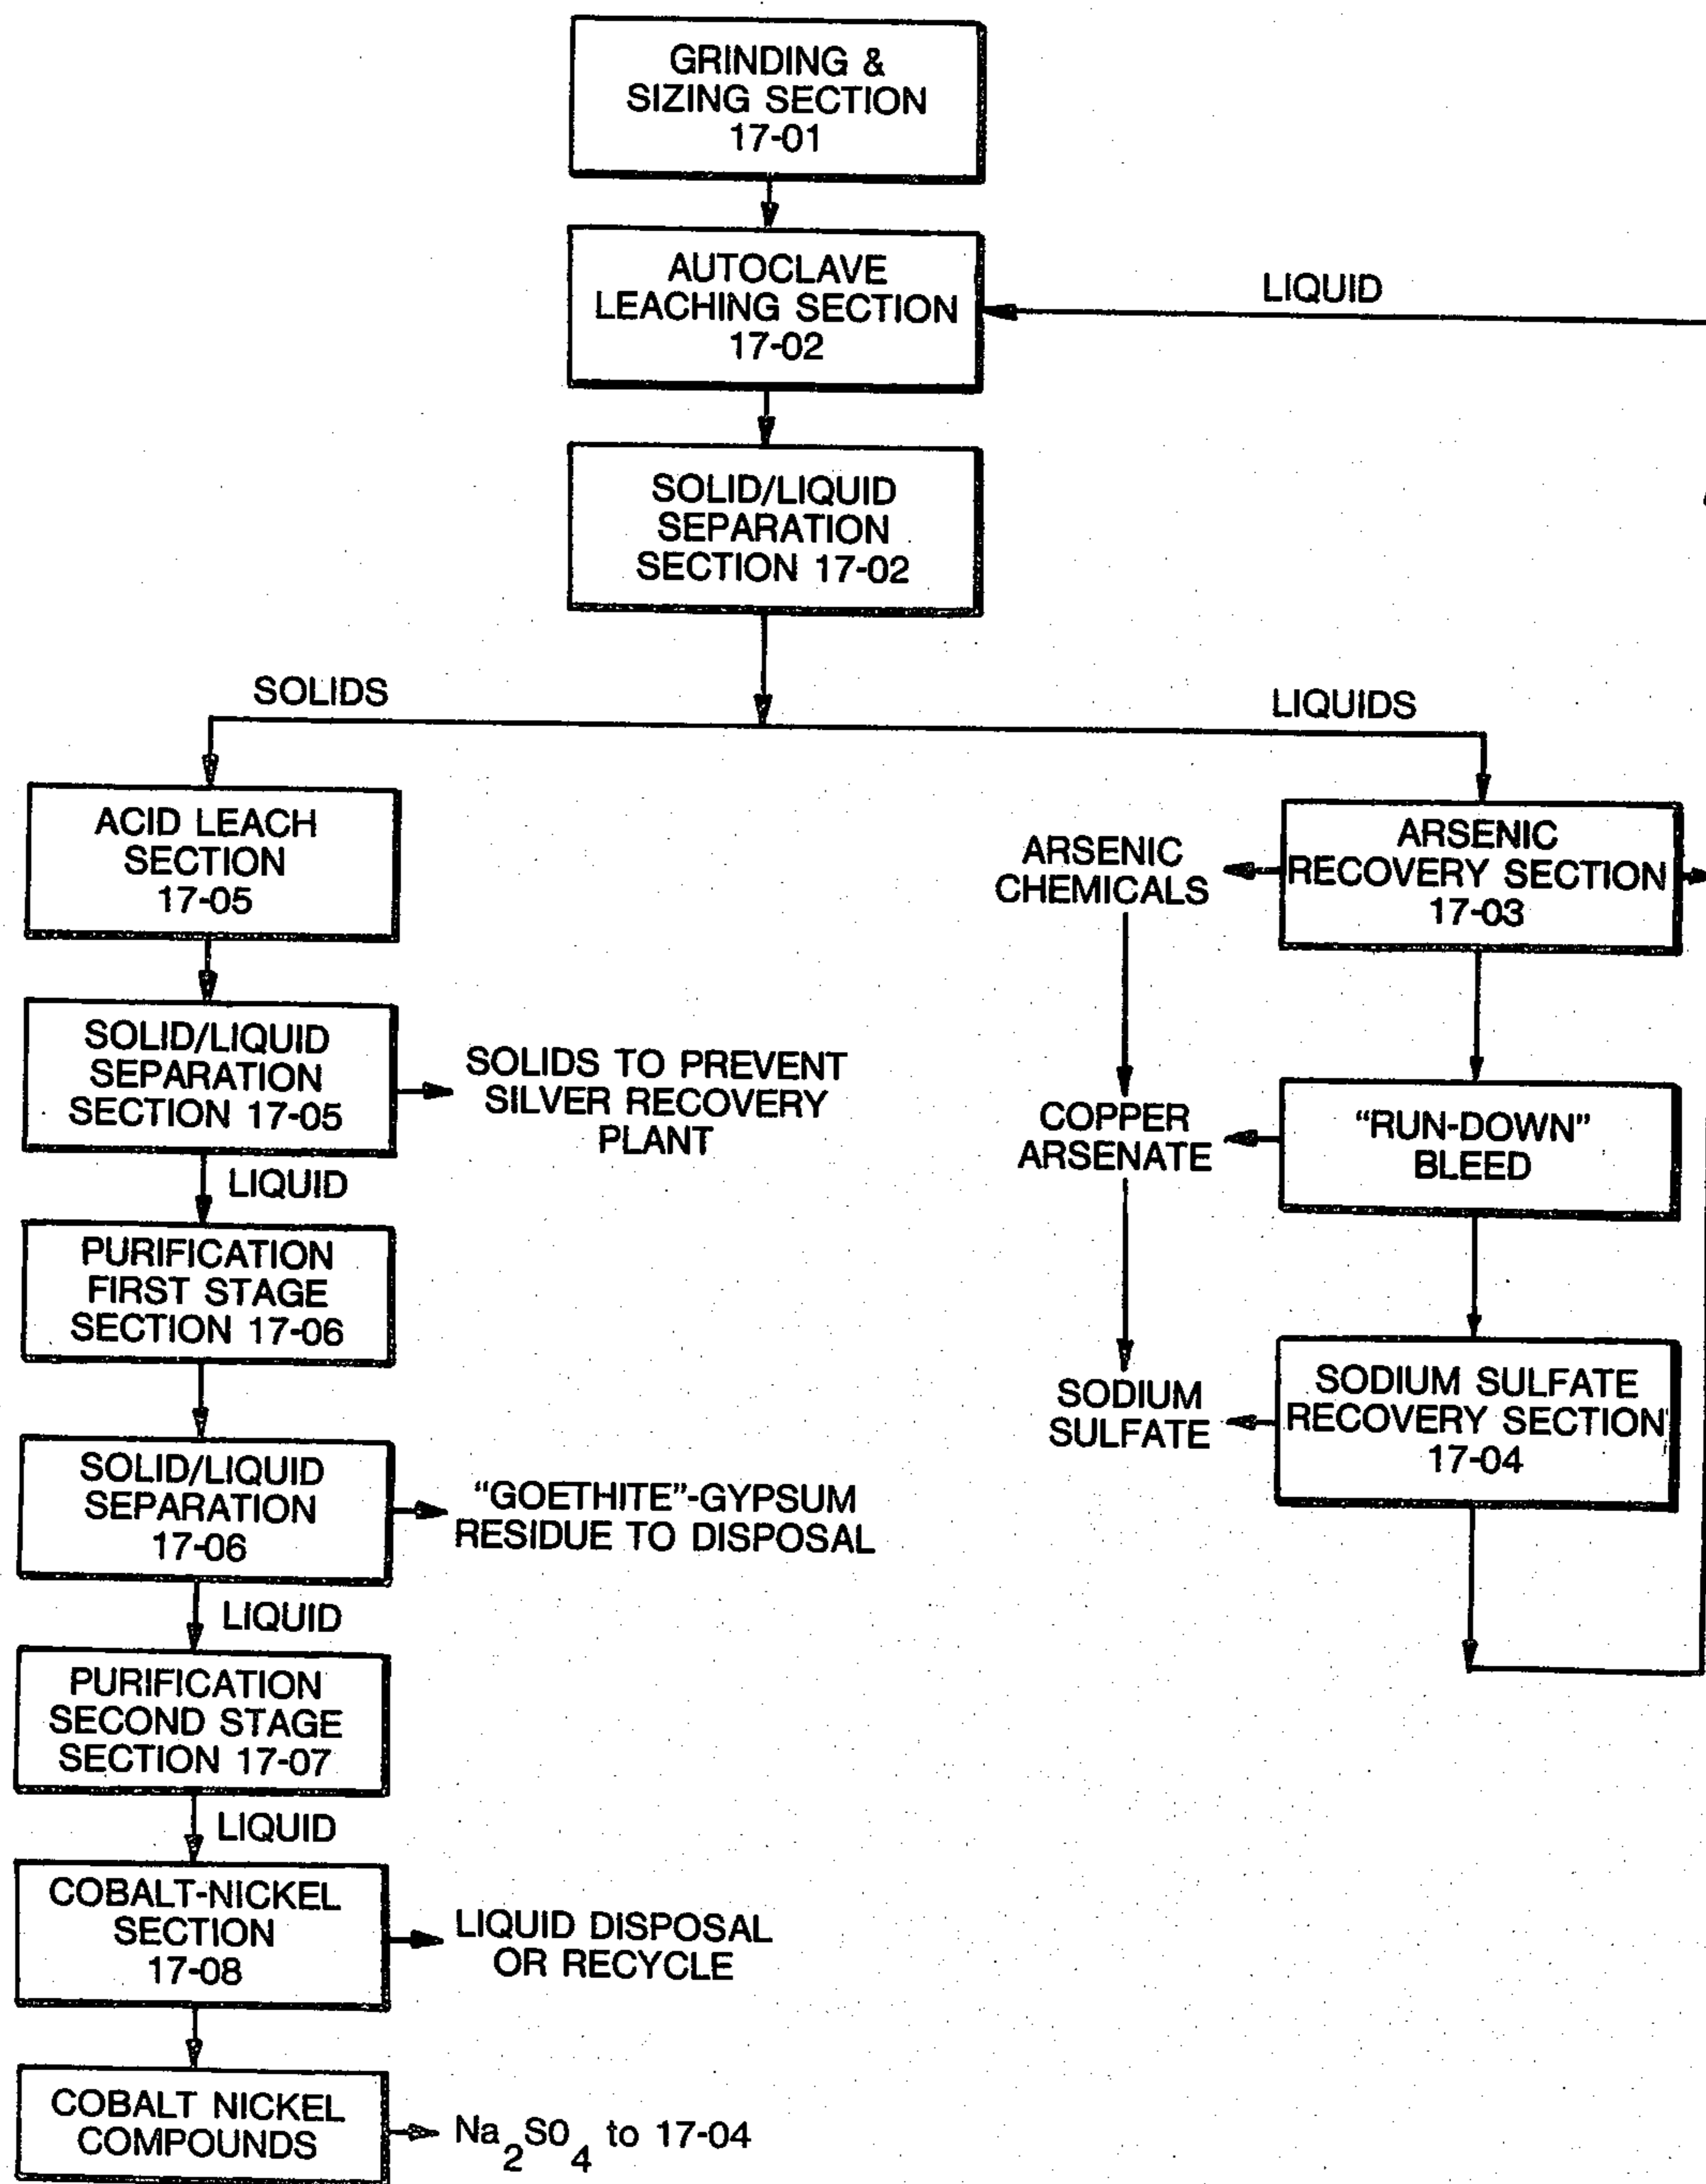 GRINDING &
SIZING SECTION
17-01
AUTOCLAVE
LEACHING SECTION
17-02
LIQUID
SOLID/LIQUID
SEPARATION
SECTION 17-02
SOLIDS
LIQUIDS
ACID LEACH
SECTION
17-05
ARSENIC
CHEMICALS
ARSENIC
RECOVERY SECTION
17-03
SOLID/LIQUID
SEPARATION
SECTION 17-05
SOLIDS TO PREVENT
SILVER RECOVERY
PLANT
COPPER
ARSENATE
“RUN-DOWN”
BLEED
LIQUID
PURIFICATION
FIRST STAGE
SECTION 17-06
SODIUM
SULFATE
SODIUM SULFATE
RECOVERY SECTION
17-04
SOLID/LIQUID
SEPARATION
17-06
“GOETHITE”-GYPSUM
RESIDUE TO DISPOSAL
LIQUID
PURIFICATION
SECOND STAGE
SECTION 17-07
LIQUID
COBALT-NICKEL
SECTION
17-08
LIQUID DISPOSAL
OR RECYCLE
COBALT NICKEL
COMPOUNDS
Na₂SO₄ to 17-04